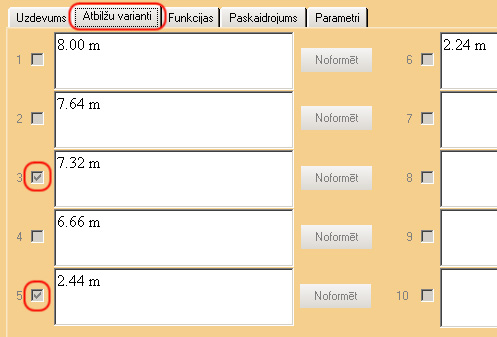 Uzdevums Atbilžu varianti Funkcijas Paskaidrojums Parametri
1 8.00 m Noformēt
2 7.64 m Noformēt
3 7.32 m Noformēt
4 6.66 m Noformēt
5 2.44 m Noformēt
6 2.24 m
7
8
9
10